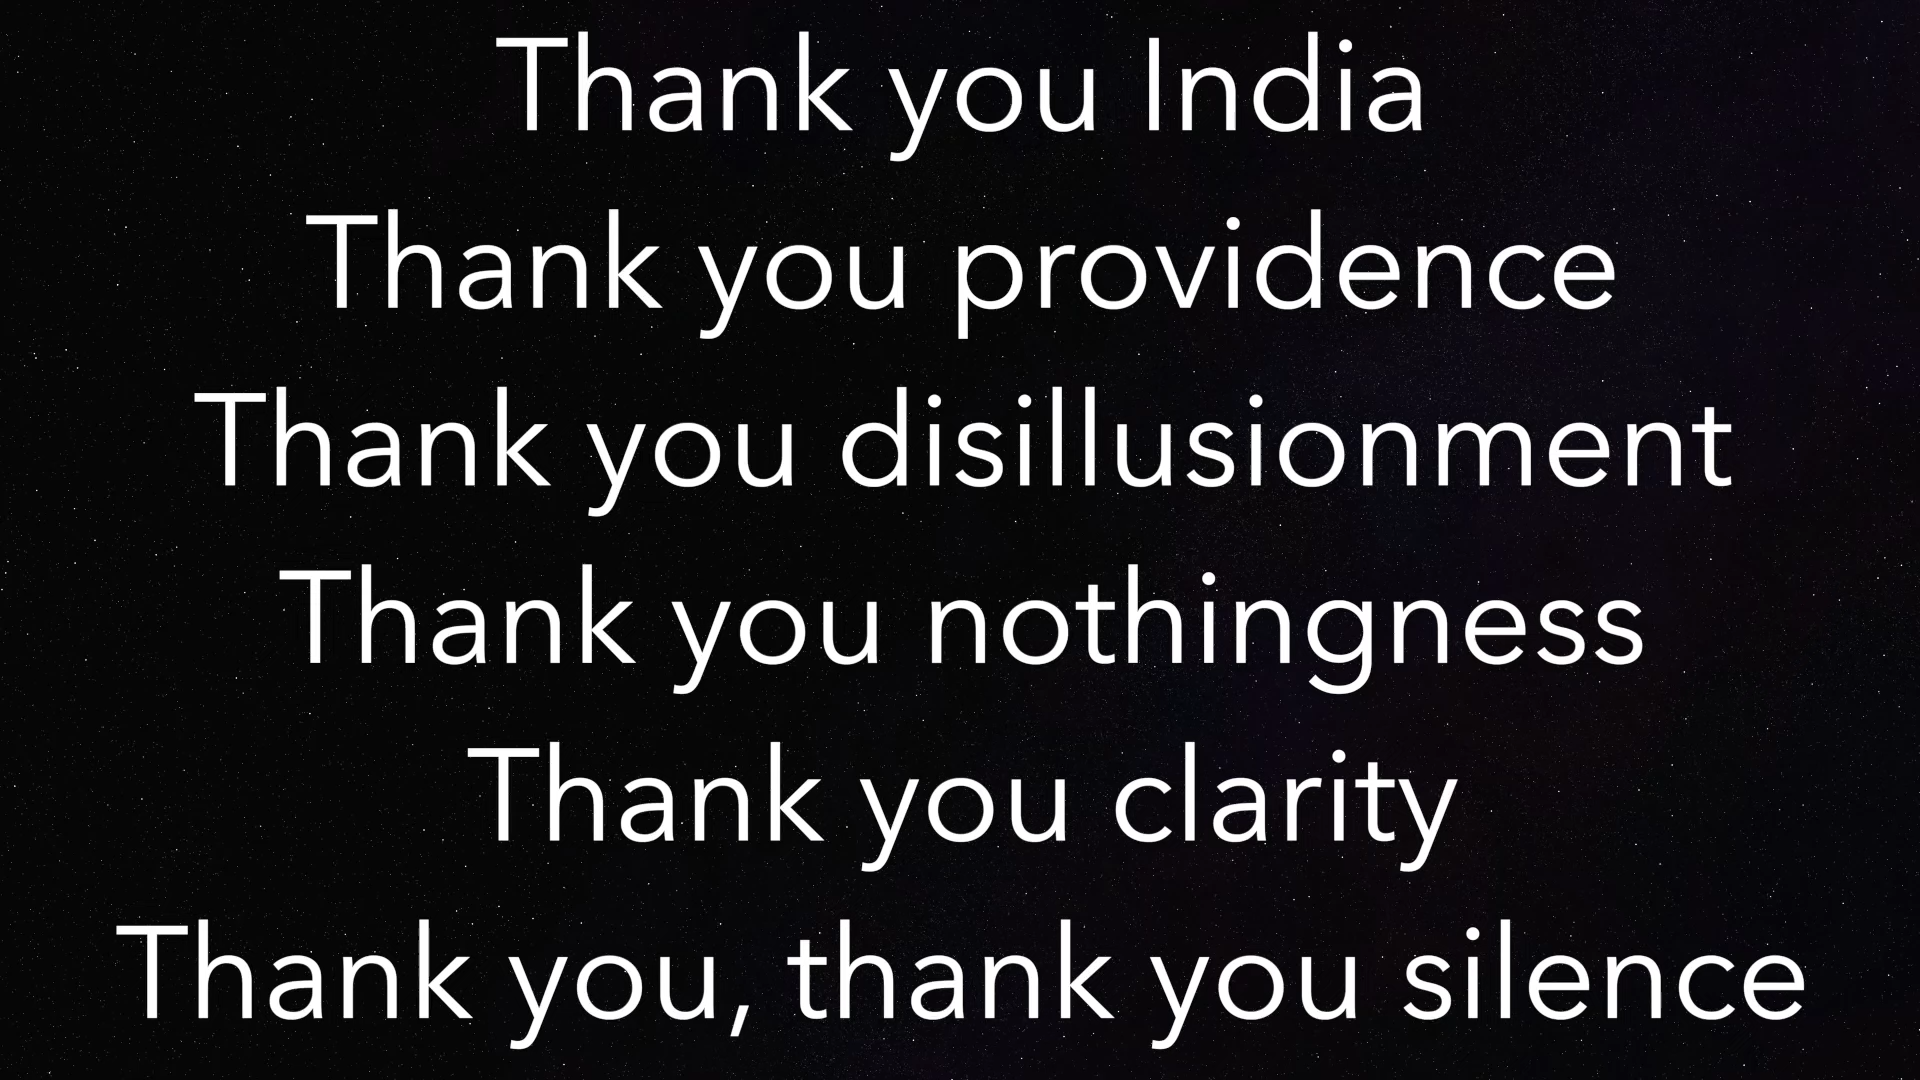 Thank you India
Thank you providence
Thank you disillusionment
Thank you nothingness
Thank you clarity
Thank you, thank you silence